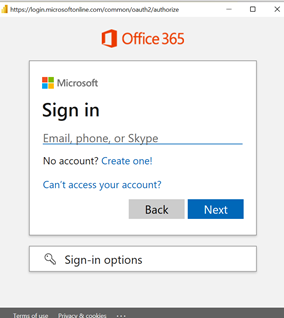 https://login.microsoftonline.com/common/oauth2/authorize
Office 365
Microsoft
Sign in
Email, phone, or Skype
No account? Create one!
Can't access your account?
Back Next
Sign-in options
Terms of use Privacy & cookies ...